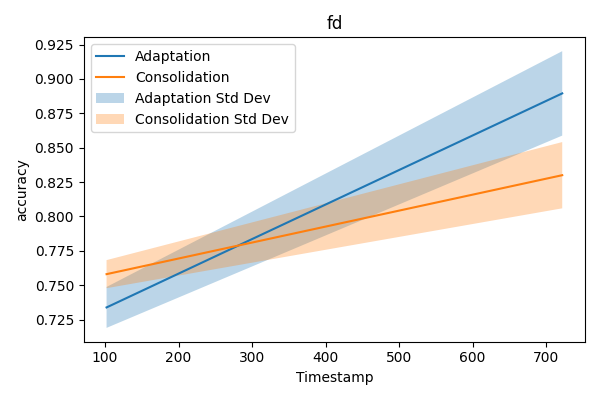 fd
0.925
0.900
0.875
0.850
0.825
0.800
0.775
0.750
0.725
accuracy
Adaptation
Consolidation
Adaptation Std Dev
Consolidation Std Dev
100 200 300 400 500 600 700
Timestamp